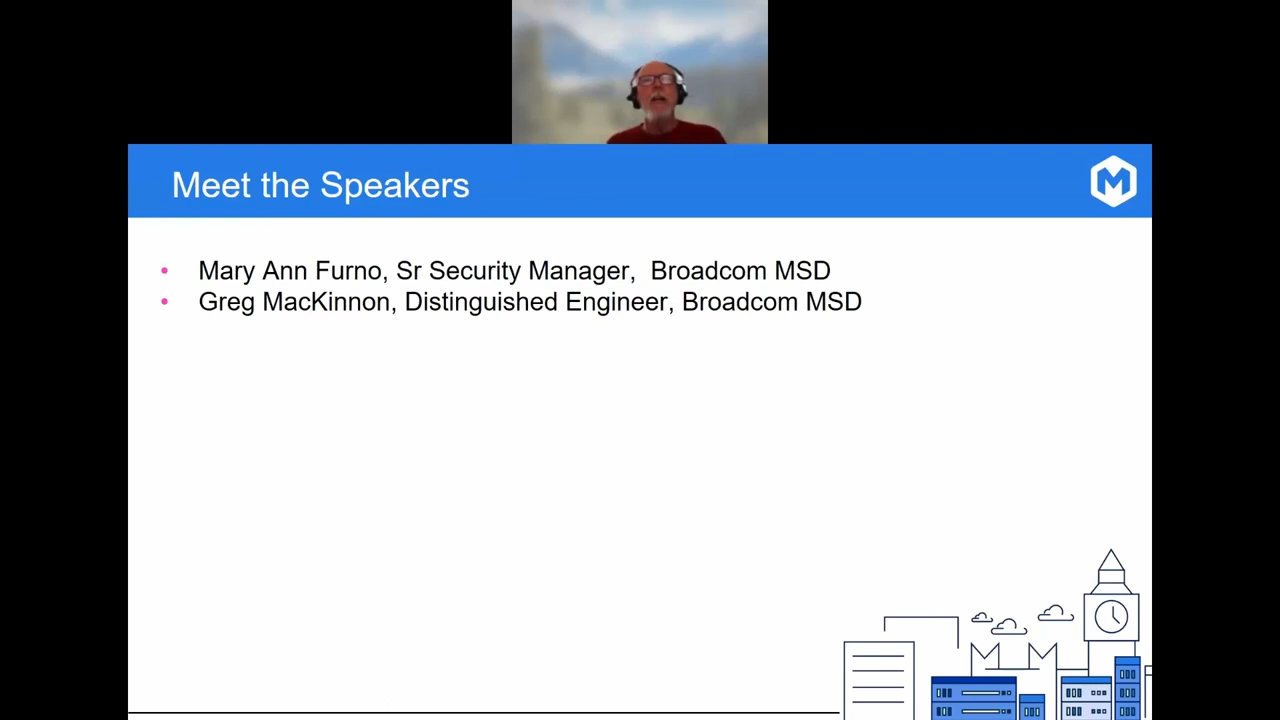 Meet the Speakers
• Mary Ann Furno, Sr Security Manager,  Broadcom MSD
• Greg MacKinnon, Distinguished Engineer, Broadcom MSD